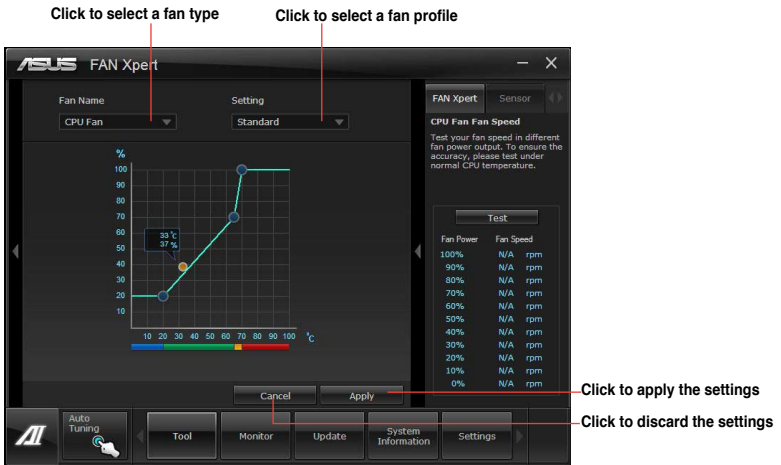 Click to select a fan type
Click to select a fan profile
ASUS FAN Xpert
Fan Name
Setting
CPU Fan
Standard
%
100
90
80
70
60
50
40
30
20
10
33 °C
37 %
10 20 30 40 50 60 70 80 90 100 °C
Cancel
Apply
FAN Xpert
Sensor
CPU Fan Fan Speed
Test your fan speed in different
fan power output. To ensure the
accuracy, please test under
normal CPU temperature.
Test
Fan Power Fan Speed
100% N/A rpm
90% N/A rpm
80% N/A rpm
70% N/A rpm
60% N/A rpm
50% N/A rpm
40% N/A rpm
30% N/A rpm
20% N/A rpm
10% N/A rpm
0% N/A rpm
Click to apply the settings
Click to discard the settings
AI
Auto
Tuning
Tool
Monitor
Update
System
Information
Settings